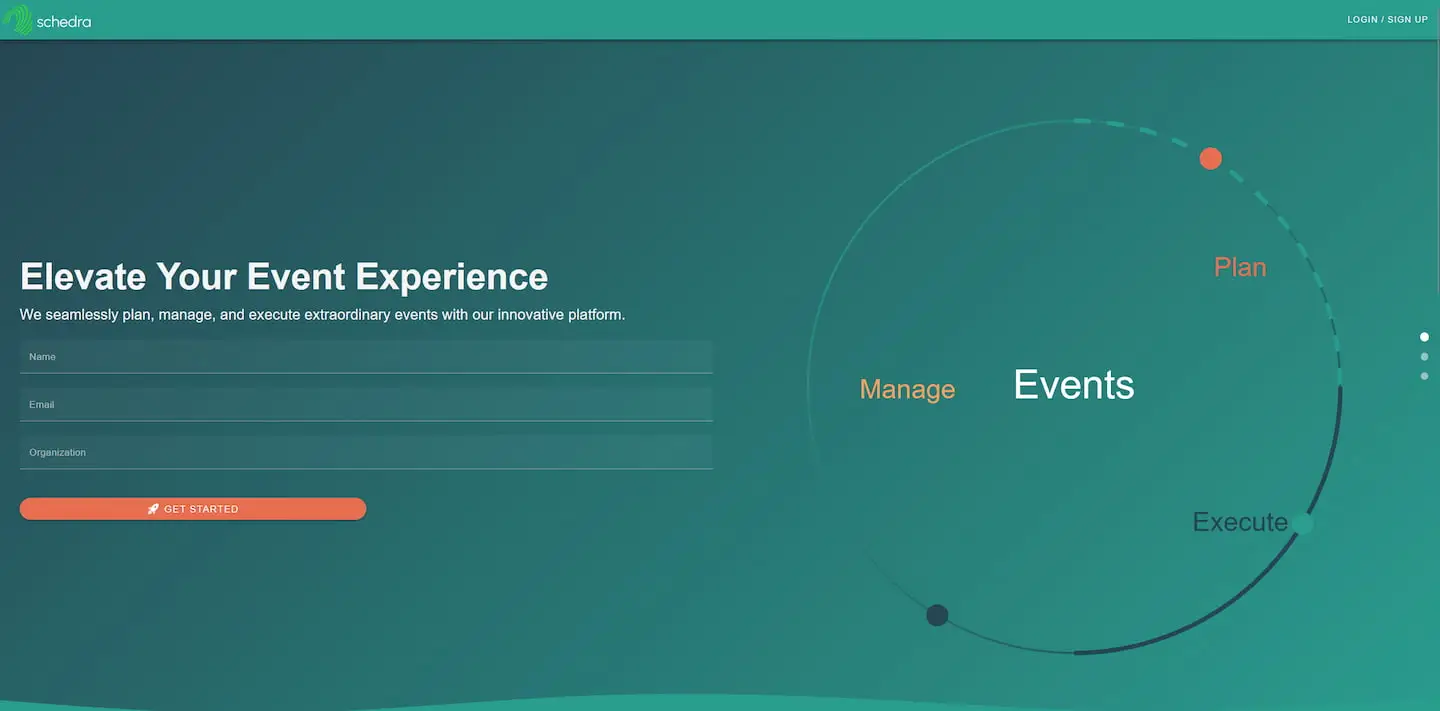 schedra
LOGIN / SIGN UP
Elevate Your Event Experience
We seamlessly plan, manage, and execute extraordinary events with our innovative platform.
Name
Email
Organization
GET STARTED
Plan
Manage
Events
Execute